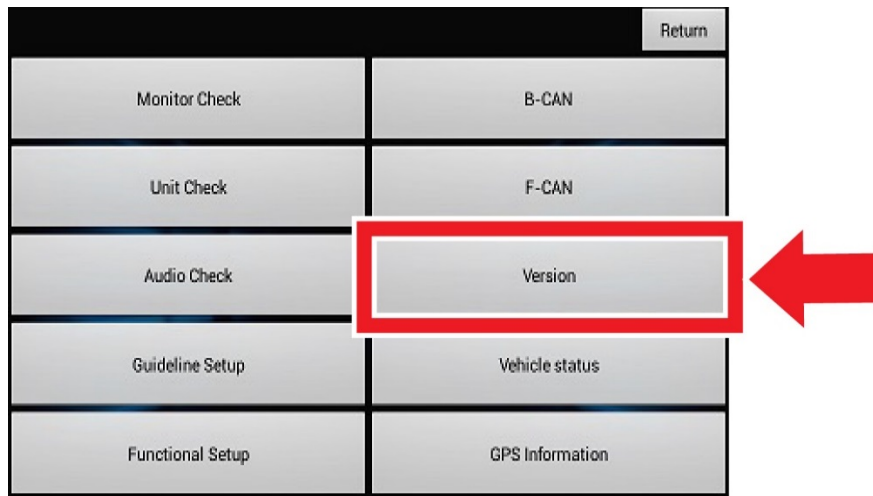 Return
Monitor Check
B-CAN
Unit Check
F-CAN
Audio Check
Version
Guideline Setup
Vehicle status
Functional Setup
GPS Information